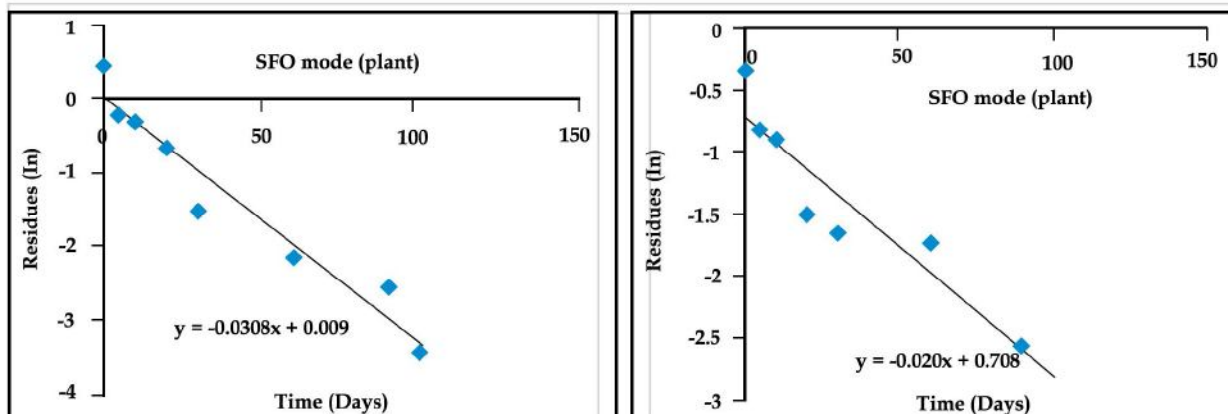 1
SFO mode (plant)
0
0
50
100
150
-1
-2
-3
-4
Residues (In)
y = -0.0308x + 0.009
Time (Days)
0
0
50
100
150
SFO mode (plant)
-0.5
-1
-1.5
-2
-2.5
-3
Residues (In)
y = -0.020x + 0.708
Time (Days)